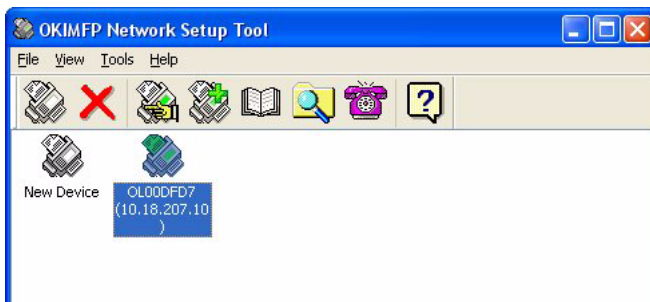 OKIMFP Network Setup Tool
File View Tools Help
New Device
OL00DFD7
(10.18.207.10
)